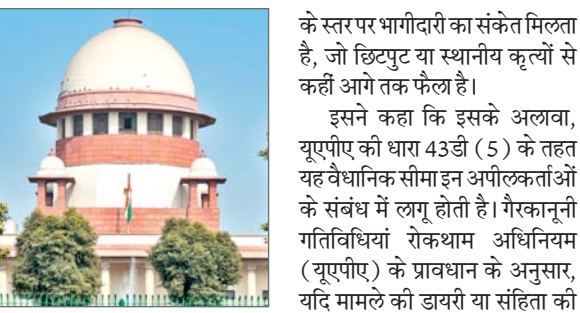 के स्तर पर भागीदारी का संकेत मिलता
है, जो छिटपुट या स्थानीय कृत्यों से
कहीं आगे तक फैला है।
इसने कहा कि इसके अलावा,
यूएपीए की धारा 43डी (5) के तहत
यह वैधानिक सीमा इन अपीलकर्ताओं
के संबंध में लागू होती है। गैरकानूनी
गतिविधियां रोकथाम अधिनियम
(यूएपीए) के प्रावधान के अनुसार,
यदि मामले की डायरी या संहिता की